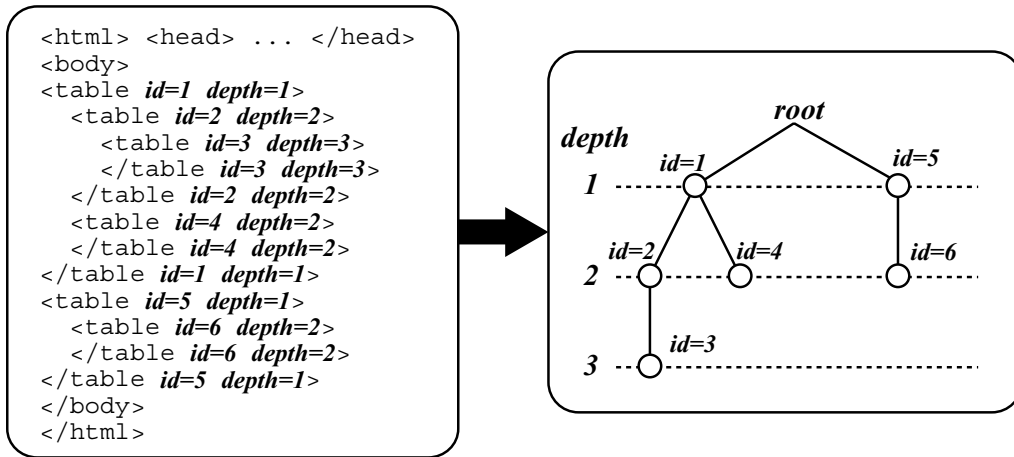 <html> <head> ... </head>
<body>
<table id=1 depth=1>
<table id=2 depth=2>
<table id=3 depth=3>
</table id=3 depth=3>
</table id=2 depth=2>
<table id=4 depth=2>
</table id=4 depth=2>
</table id=1 depth=1>
<table id=5 depth=1>
<table id=6 depth=2>
</table id=6 depth=2>
</table id=5 depth=1>
</body>
</html>
root
depth
id=1 id=5
1
id=2 id=4 id=6
2
id=3
3